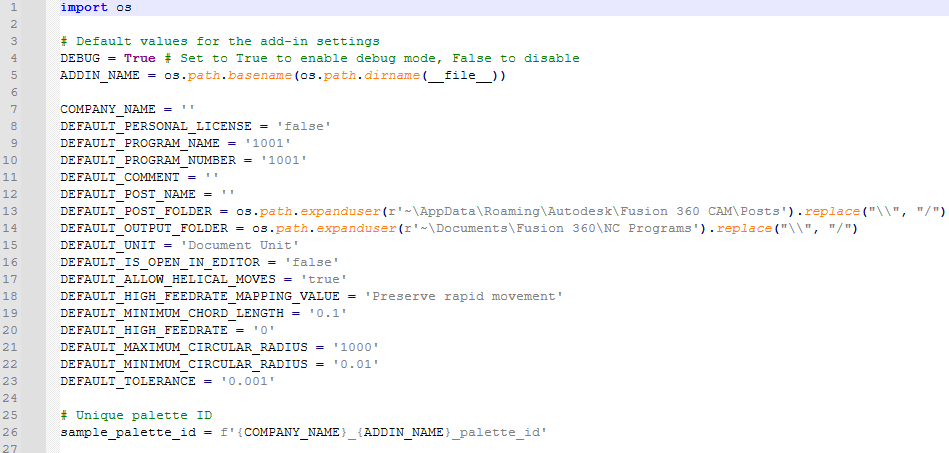 1 import os
2
3 # Default values for the add-in settings
4 DEBUG = True # Set to True to enable debug mode, False to disable
5 ADDIN_NAME = os.path.basename(os.path.dirname(__file__))
6
7 COMPANY_NAME = ''
8 DEFAULT_PERSONAL_LICENSE = 'false'
9 DEFAULT_PROGRAM_NAME = '1001'
10 DEFAULT_PROGRAM_NUMBER = '1001'
11 DEFAULT_COMMENT = ''
12 DEFAULT_POST_NAME = ''
13 DEFAULT_POST_FOLDER = os.path.expanduser(r'~\AppData\Roaming\Autodesk\Fusion 360 CAM\Posts').replace("\\", "/")
14 DEFAULT_OUTPUT_FOLDER = os.path.expanduser(r'~\Documents\Fusion 360\NC Programs').replace("\\", "/")
15 DEFAULT_UNIT = 'Document Unit'
16 DEFAULT_IS_OPEN_IN_EDITOR = 'false'
17 DEFAULT_ALLOW_HELICAL_MOVES = 'true'
18 DEFAULT_HIGH_FEEDRATE_MAPPING_VALUE = 'Preserve rapid movement'
19 DEFAULT_MINIMUM_CHORD_LENGTH = '0.1'
20 DEFAULT_HIGH_FEEDRATE = '0'
21 DEFAULT_MAXIMUM_CIRCULAR_RADIUS = '1000'
22 DEFAULT_MINIMUM_CIRCULAR_RADIUS = '0.01'
23 DEFAULT_TOLERANCE = '0.001'
24
25 # Unique palette ID
26 sample_palette_id = f'{COMPANY_NAME}_{ADDIN_NAME}_palette_id'
27